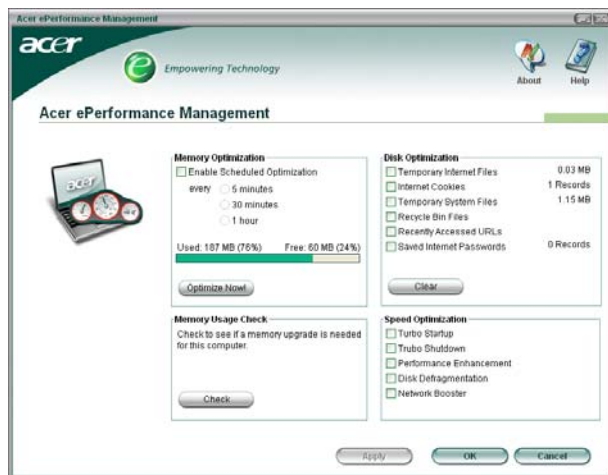 Acer ePerformance Management
acer
e Empowering Technology
About
Help
Acer ePerformance Management
Memory Optimization
Enable Scheduled Optimization
every
5 minutes
30 minutes
1 hour
Used: 187 MB (76%) Free: 60 MB (24%)
Optimize Now!
Disk Optimization
Temporary Internet Files 0.03 MB
Internet Cookies 1 Records
Temporary System Files 1.15 MB
Recycle Bin Files
Recently Accessed URLs
Saved Internet Passwords 0 Records
Clear
Memory Usage Check
Check to see if a memory upgrade is needed
for this computer.
Check
Speed Optimization
Turbo Startup
Trubo Shutdown
Performance Enhancement
Disk Defragmentation
Network Booster
Apply
OK
Cancel
acer